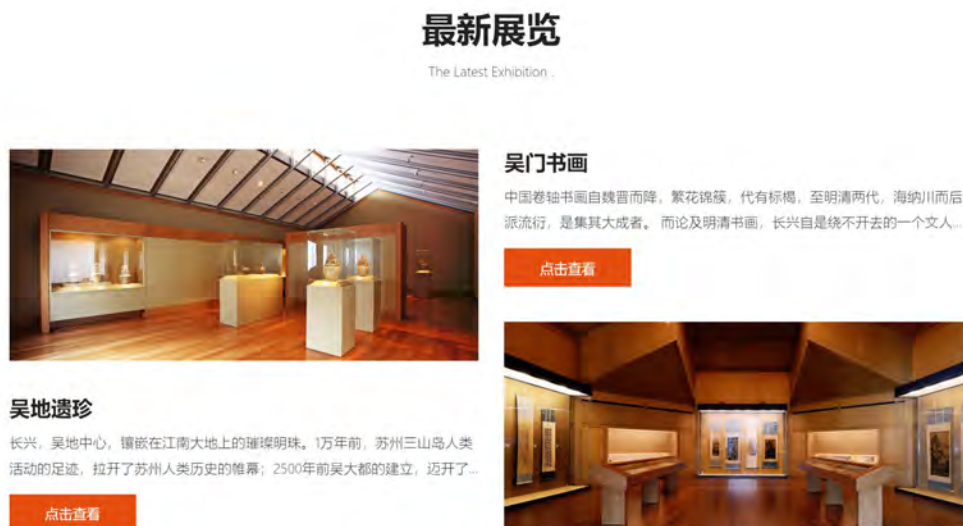 最新展览
The Latest Exhibition .
吴地遗珍
长兴，吴地中心，镶嵌在江南大地上的璀璨明珠。1万年前，苏州三山岛人类
活动的足迹，拉开了苏州人类历史的帷幕；2500年前吴大都的建立，迈开了...
点击查看
吴门书画
中国卷轴书画自魏晋而降，繁花锦簇，代有标榻，至明清两代，海纳川而后
派流衍，是集其大成者。 而论及明清书画，长兴自是绕不开去的一个文人...
点击查看